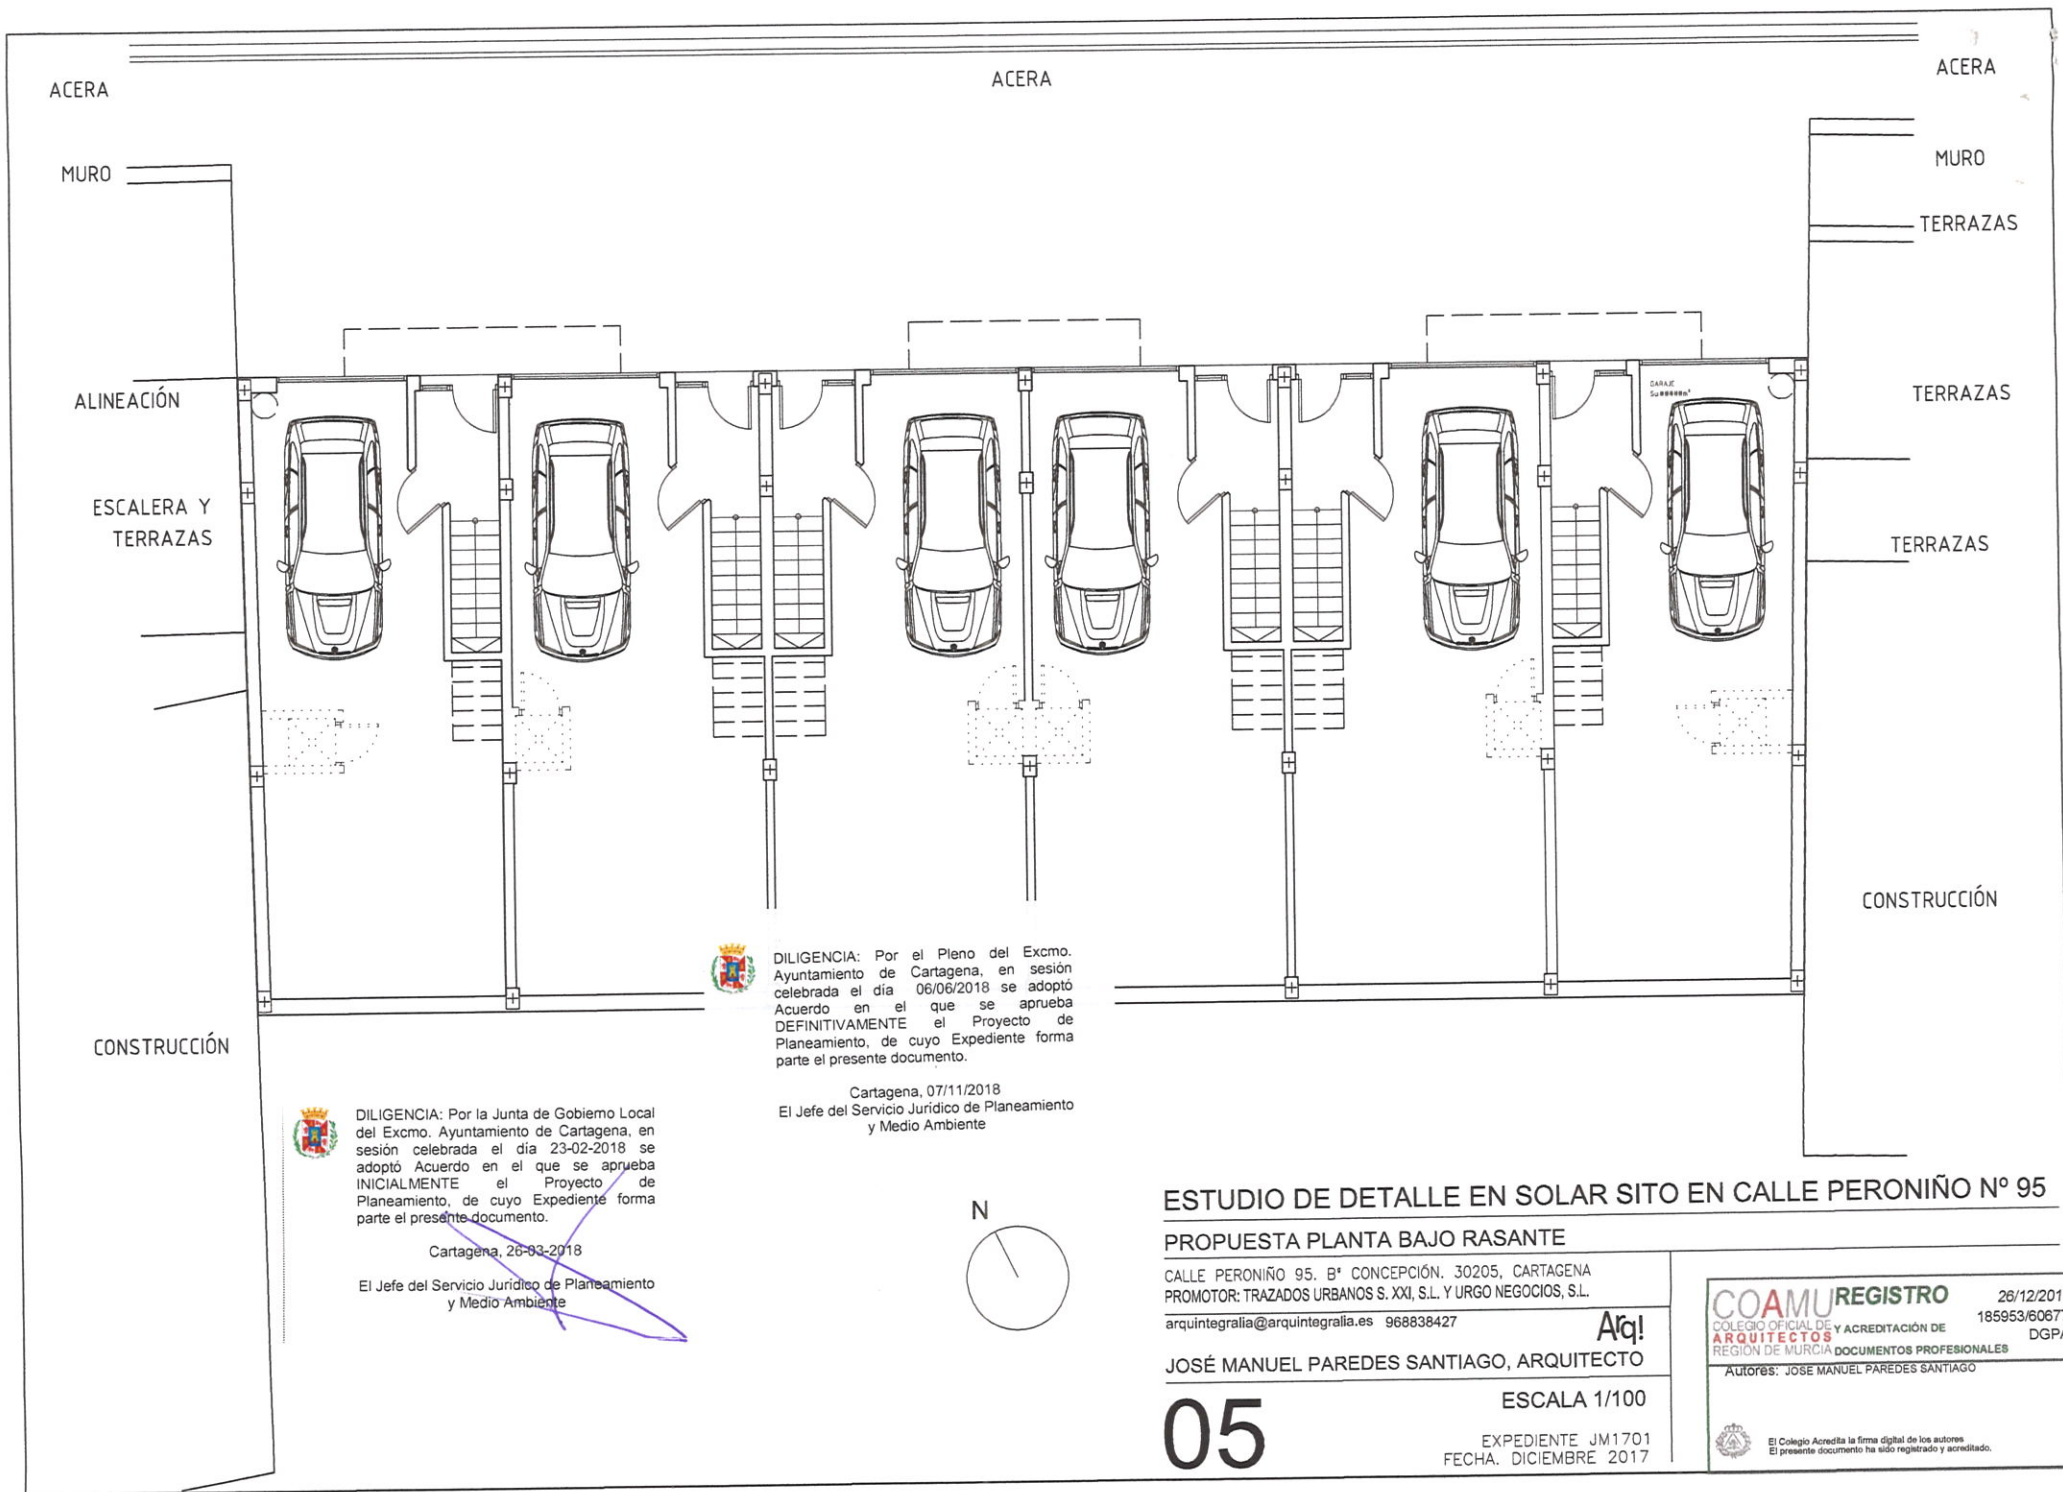 ACERA
ACERA
ACERA
MURO
MURO
TERRAZAS
ALINEACIÓN
GARAJE
TERRAZAS
ESCALERA Y
TERRAZAS
TERRAZAS
CONSTRUCCIÓN
CONSTRUCCIÓN
DILIGENCIA: Por el Pleno del Excmo.
Ayuntamiento de Cartagena, en sesión
celebrada el día 06/06/2018 se adoptó
Acuerdo en el que se aprueba
DEFINITIVAMENTE el Proyecto de
Planeamiento, de cuyo Expediente forma
parte el presente documento.
Cartagena, 07/11/2018
El Jefe del Servicio Jurídico de Planeamiento
y Medio Ambiente
DILIGENCIA: Por la Junta de Gobierno Local
del Excmo. Ayuntamiento de Cartagena, en
sesión celebrada el día 23-02-2018 se
adoptó Acuerdo en el que se aprueba
INICIALMENTE el Proyecto de
Planeamiento, de cuyo Expediente forma
parte el presente documento.
Cartagena, 26-03-2018
El Jefe del Servicio Jurídico de Planeamiento
y Medio Ambiente
N
ESTUDIO DE DETALLE EN SOLAR SITO EN CALLE PERONIÑO Nº 95
PROPUESTA PLANTA BAJO RASANTE
CALLE PERONIÑO 95. Bº CONCEPCIÓN. 30205, CARTAGENA
PROMOTOR: TRAZADOS URBANOS S. XXI, S.L. Y URGO NEGOCIOS, S.L.
arquintegralia@arquintegralia.es 968838427
Arq!
JOSÉ MANUEL PAREDES SANTIAGO, ARQUITECTO
05
ESCALA 1/100
EXPEDIENTE JM1701
FECHA. DICIEMBRE 2017
COAMU REGISTRO
COLEGIO OFICIAL DE Y ACREDITACIÓN DE
ARQUITECTOS
REGIÓN DE MURCIA DOCUMENTOS PROFESIONALES
26/12/201
185953/6067
DGP
Autores: JOSE MANUEL PAREDES SANTIAGO
El Colegio Acredita la firma digital de los autores
El presente documento ha sido registrado y acreditado.